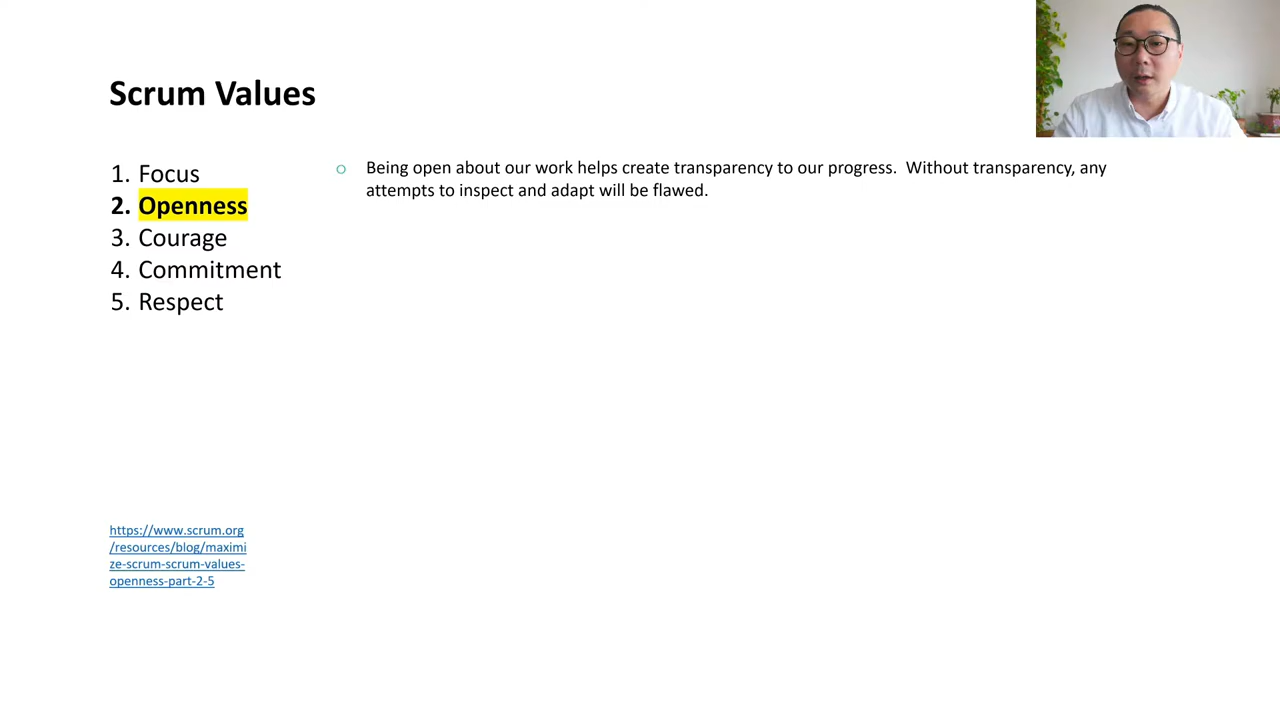 Scrum Values
1. Focus
2. Openness
3. Courage
4. Commitment
5. Respect
o Being open about our work helps create transparency to our progress.  Without transparency, any
attempts to inspect and adapt will be flawed.
https://www.scrum.org
/resources/blog/maximi
ze-scrum-scrum-values-
openness-part-2-5